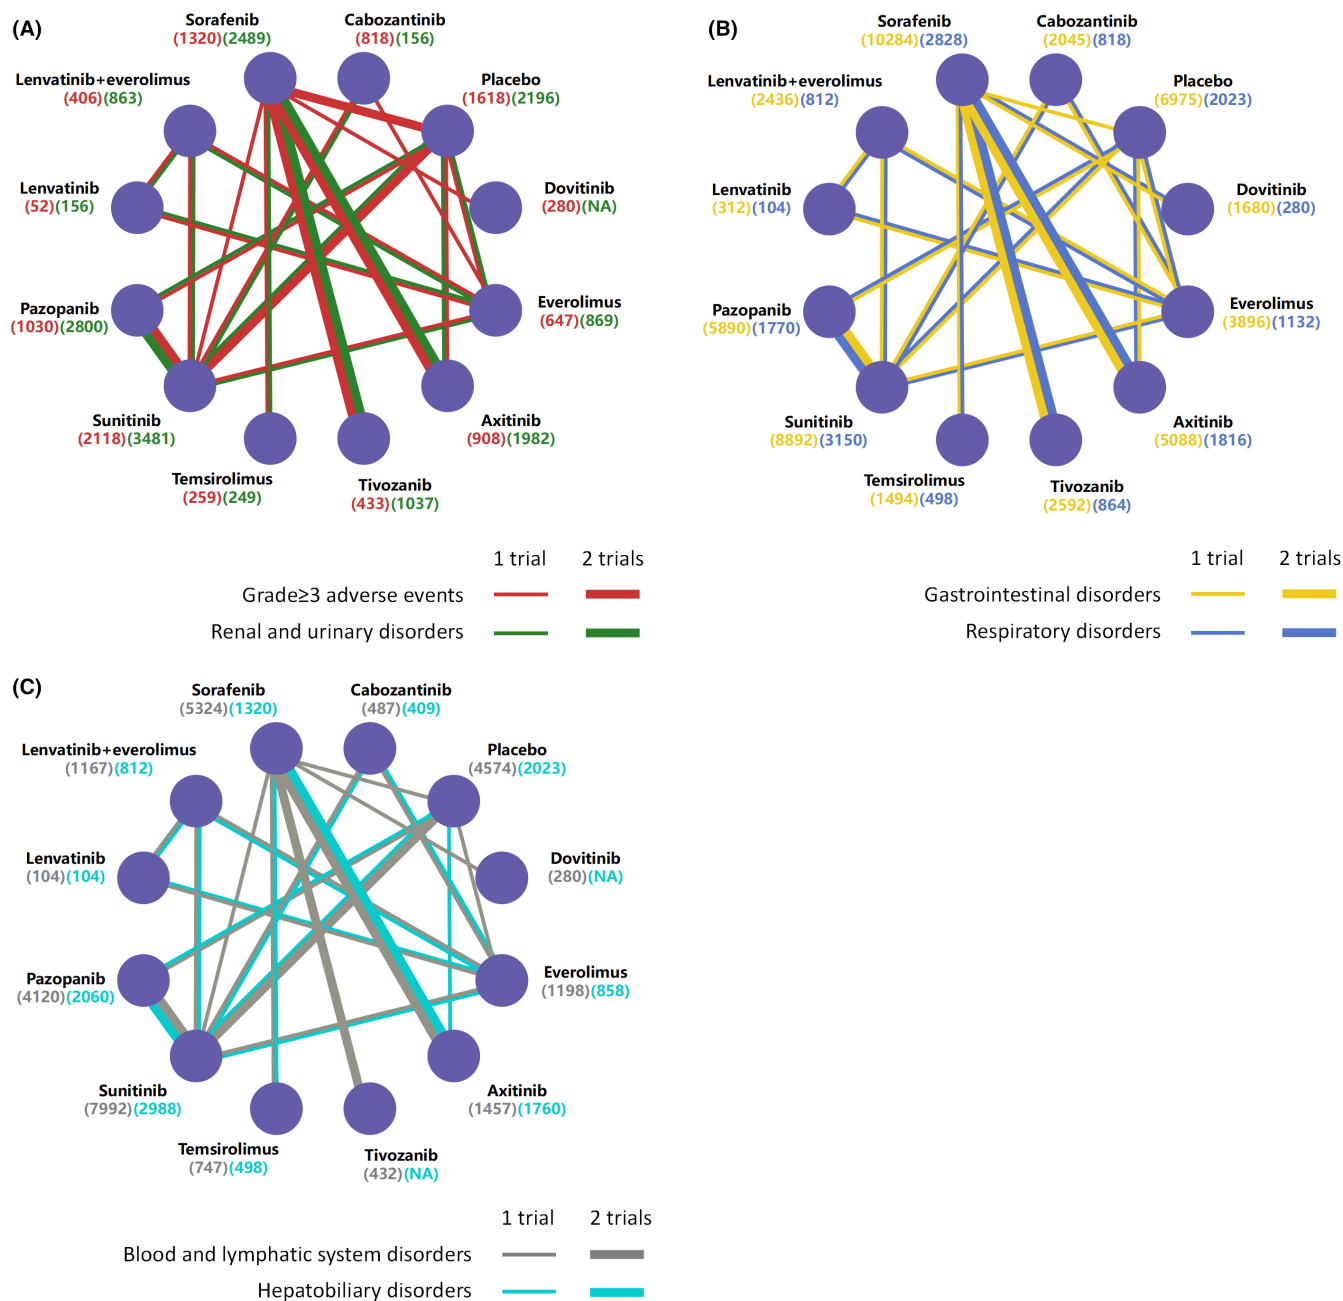 (A)
Sorafenib
(1320)(2489)
Cabozantinib
(818)(156)
Lenvatinib+everolimus
(406)(863)
Placebo
(1618)(2196)
Lenvatinib
(52)(156)
Dovitinib
(280)(NA)
Pazopanib
(1030)(2800)
Everolimus
(647)(869)
Sunitinib
(2118)(3481)
Axitinib
(908)(1982)
Temsirolimus
(259)(249)
Tivozanib
(433)(1037)
1 trial 2 trials
Grade≥3 adverse events
Renal and urinary disorders
(B)
Sorafenib
(10284)(2828)
Cabozantinib
(2045)(818)
Lenvatinib+everolimus
(2436)(812)
Placebo
(6975)(2023)
Lenvatinib
(312)(104)
Dovitinib
(1680)(280)
Pazopanib
(5890)(1770)
Everolimus
(3896)(1132)
Sunitinib
(8892)(3150)
Axitinib
(5088)(1816)
Temsirolimus
(1494)(498)
Tivozanib
(2592)(864)
1 trial 2 trials
Gastrointestinal disorders
Respiratory disorders
(C)
Sorafenib
(5324)(1320)
Cabozantinib
(487)(409)
Lenvatinib+everolimus
(1167)(812)
Placebo
(4574)(2023)
Lenvatinib
(104)(104)
Dovitinib
(280)(NA)
Pazopanib
(4120)(2060)
Everolimus
(1198)(858)
Sunitinib
(7992)(2988)
Axitinib
(1457)(1760)
Temsirolimus
(747)(498)
Tivozanib
(432)(NA)
1 trial 2 trials
Blood and lymphatic system disorders
Hepatobiliary disorders